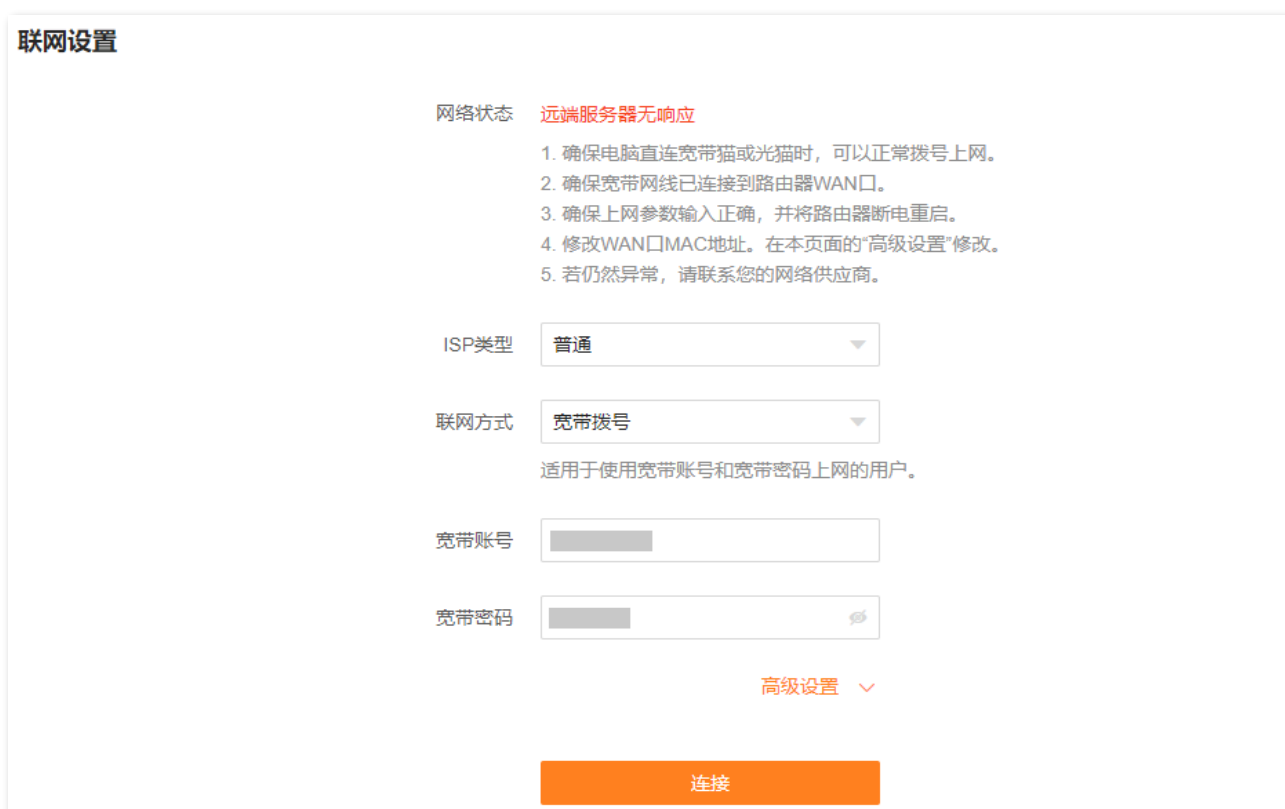 联网设置
网络状态 远端服务器无响应
1. 确保电脑直连宽带猫或光猫时，可以正常拨号上网。
2. 确保宽带网线已连接到路由器WAN口。
3. 确保上网参数输入正确，并将路由器断电重启。
4. 修改WAN口MAC地址。在本页面的“高级设置”修改。
5. 若仍然异常，请联系您的网络供应商。
ISP类型 普通
联网方式 宽带拨号
适用于使用宽带账号和宽带密码上网的用户。
宽带账号
宽带密码
高级设置
连接